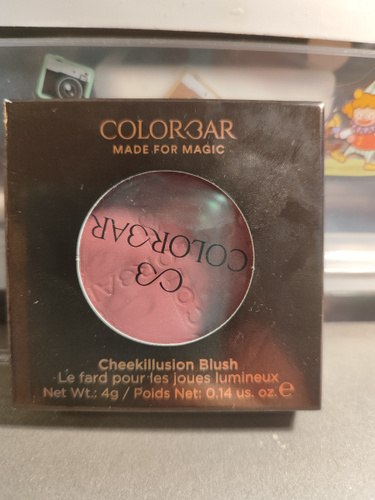 COLORBAR
MADE FOR MAGIC
COLORBAR
CB
Cheekillusion Blush
Le fard pour les joues lumineux
Net Wt.: 4g / Poids Net: 0.14 us. oz. e